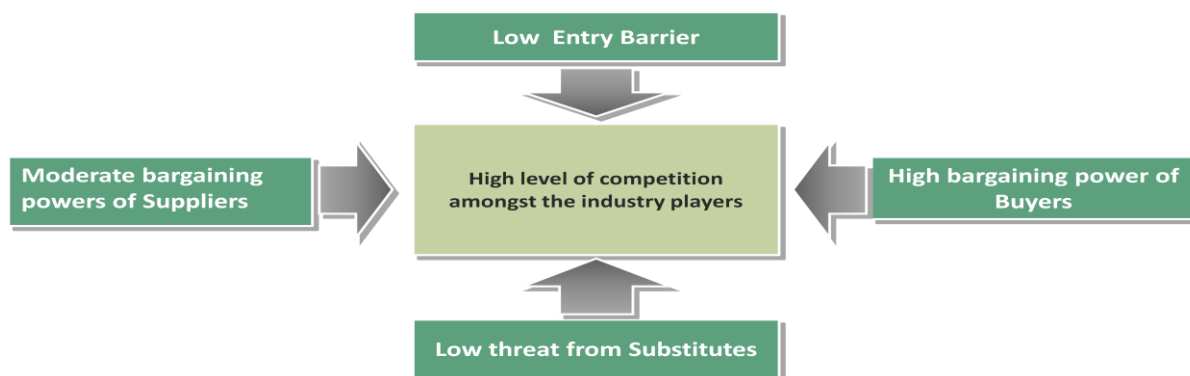 Low Entry Barrier
Moderate bargaining
powers of Suppliers
High level of competition
amongst the industry players
High bargaining power of
Buyers
Low threat from Substitutes